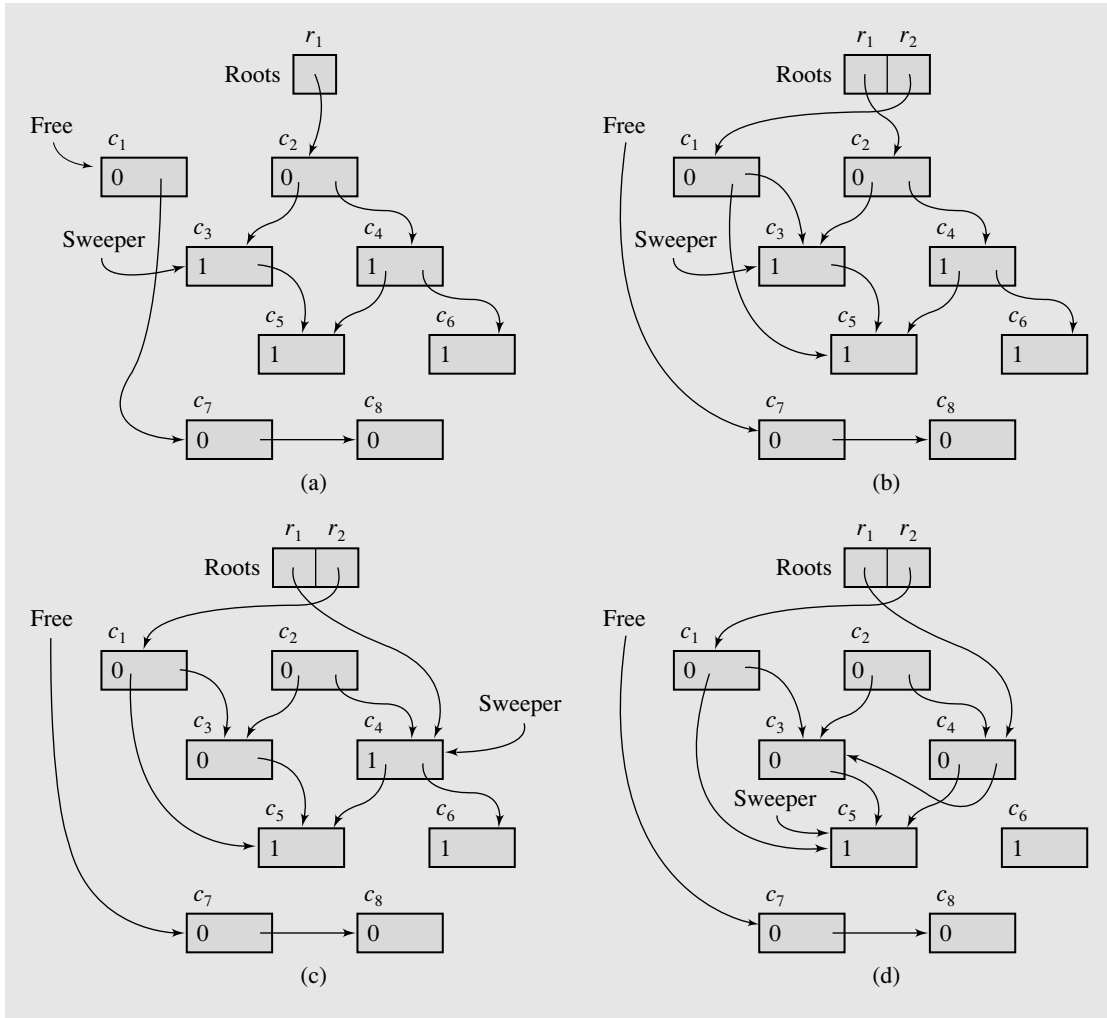 r1
Roots
Free
c1
0
c2
0
Sweeper
c3
1
c4
1
c5
1
c6
1
c7
0
c8
0
(a)
r1 r2
Roots
Free
c1
0
c2
0
Sweeper
c3
1
c4
1
c5
1
c6
1
c7
0
c8
0
(b)
r1 r2
Roots
Free
c1
0
c2
0
Sweeper
c3
0
c4
1
c5
1
c6
1
c7
0
c8
0
(c)
r1 r2
Roots
Free
c1
0
c2
0
c3
0
c4
0
Sweeper
c5
1
c6
1
c7
0
c8
0
(d)